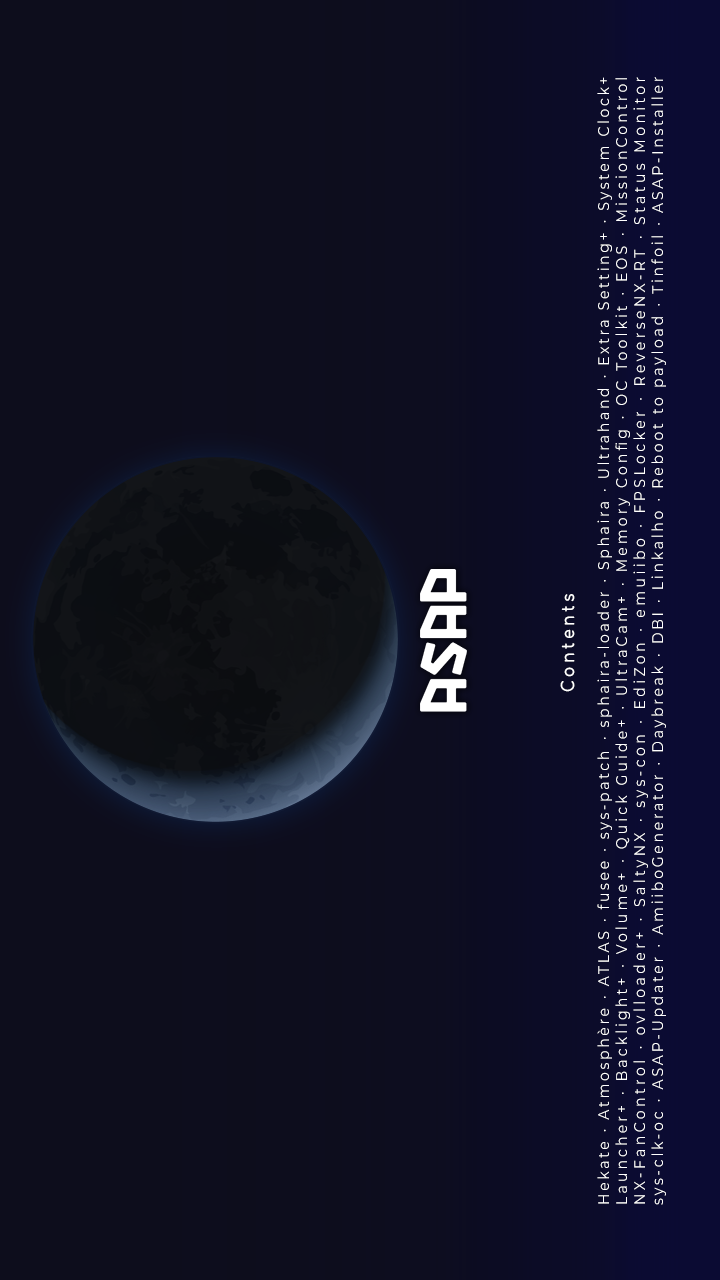 ASAP
Contents
Hekate · Atmosphère · ATLAS · fusee · sys-patch · sphaira-loader · Sphaira · Ultrahand · Extra Setting+ · System Clock+
Launcher+ · Backlight+ · Volume+ · Quick Guide+ · UltraCam+ · Memory Config · OC Toolkit · EOS · MissionControl
NX-FanControl · ovlloader+ · SaltyNX · sys-con · EdiZon · emuiibo · FPSLocker · ReverseNX-RT · Status Monitor
sys-clk-oc · ASAP-Updater · AmiiboGenerator · Daybreak · DBI · Linkalho · Reboot to payload · Tinfoil · ASAP-Installer